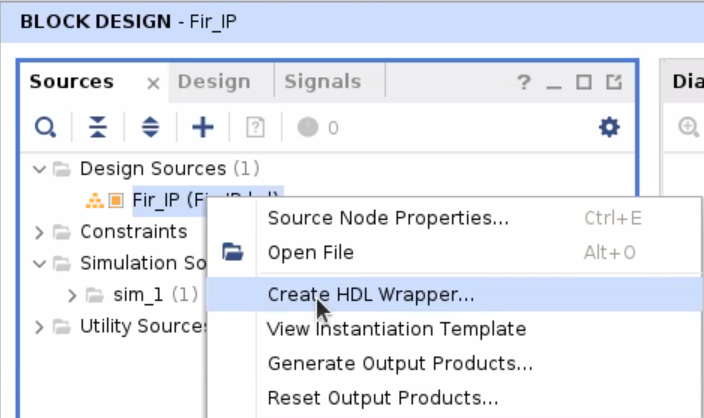 BLOCK DESIGN - Fir_IP
Sources × Design Signals ? Dia
0
Design Sources (1)
Fir_IP
Source Node Properties... Ctrl+E
Constraints
Open File Alt+O
Simulation So
sim_1 (1)
Create HDL Wrapper...
Utility Sources
View Instantiation Template
Generate Output Products...
Reset Output Products...